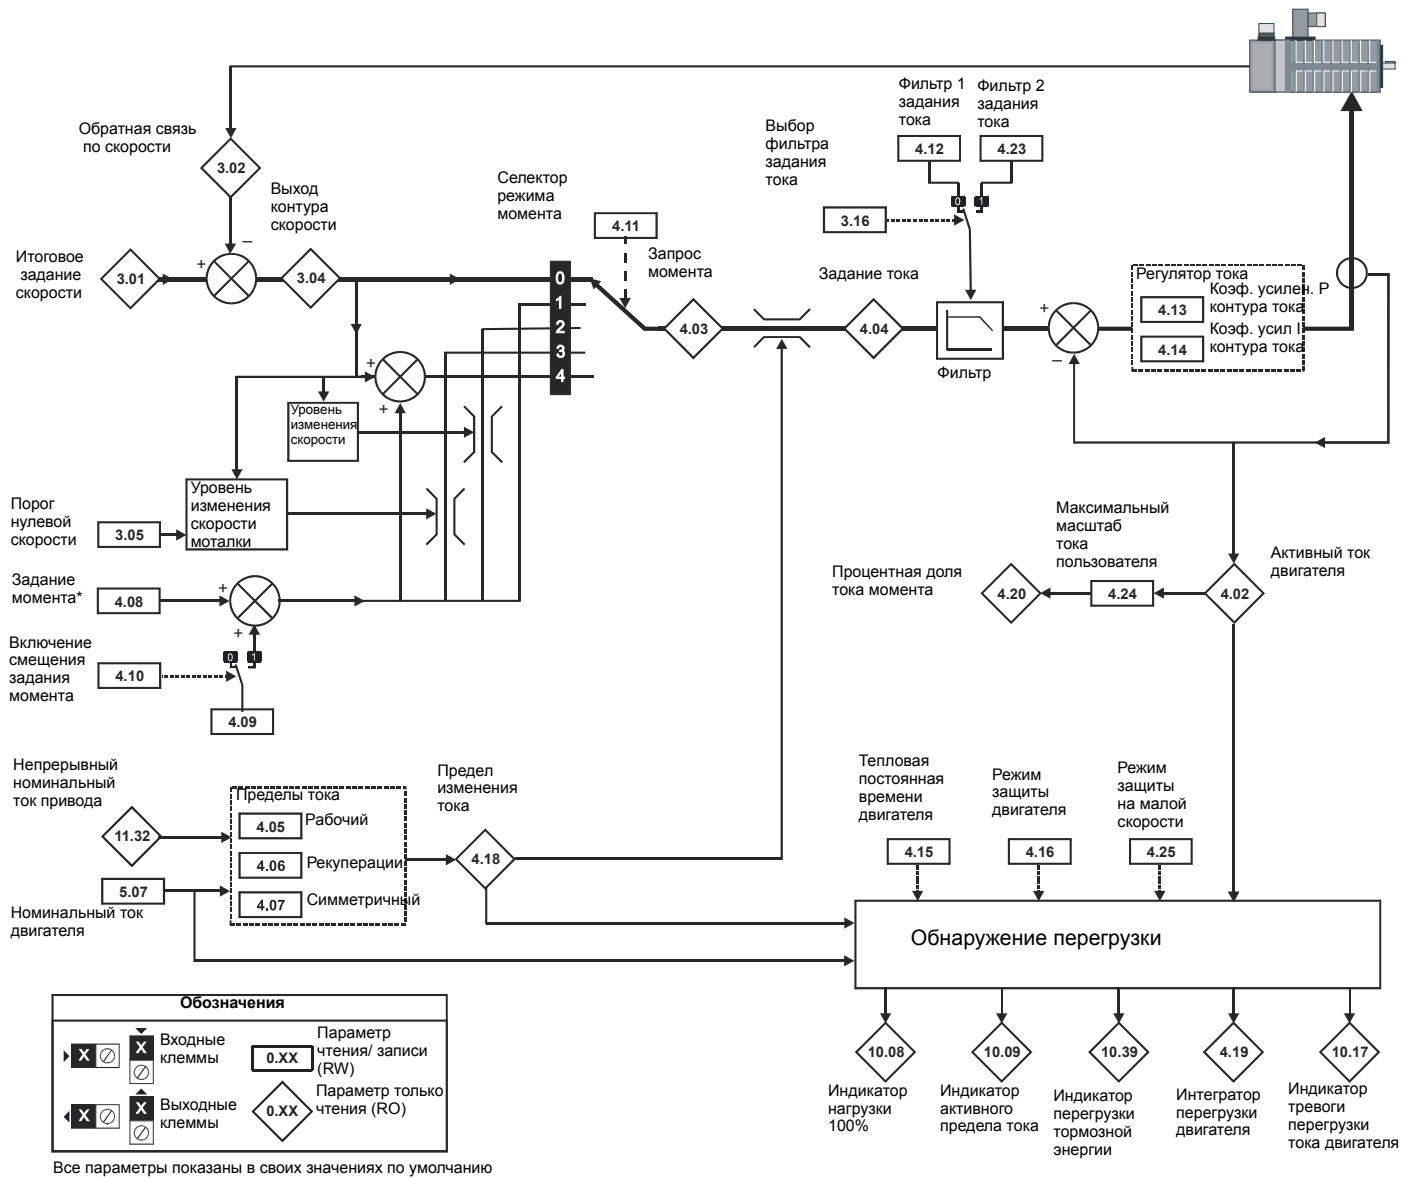 Обратная связь
по скорости
3.02
Выход
контура
скорости
Итоговое
задание
скорости
3.01
+
–
3.04
Селектор
режима
момента
4.11
Запрос
момента
4.03
0
1
2
3
4
Выбор
фильтра
задания
тока
3.16
Фильтр 1
задания
тока
4.12
Фильтр 2
задания
тока
4.23
0
1
Задание тока
4.04
Фильтр
+
–
Регулятор тока
Коэф. усилен. P
контура тока
4.13
Коэф. усил I
контура тока
4.14
+
+
Уровень
изменения
скорости
Уровень
изменения
скорости
моталки
Порог
нулевой
скорости
3.05
Задание
момента*
4.08
+
+
Включение
смещения
задания
момента
4.10
0
1
4.09
Максимальный
масштаб
тока
пользователя
Процентная доля
тока момента
4.20
4.24
4.02
Активный ток
двигателя
Непрерывный
номинальный
ток привода
11.32
5.07
Номинальный ток
двигателя
Пределы тока
4.05
Рабочий
4.06
Рекуперации
4.07
Симметричный
Предел
изменения
тока
4.18
Тепловая
постоянная
времени
двигателя
4.15
Режим
защиты
двигателя
4.16
Режим
защиты
на малой
скорости
4.25
Обнаружение перегрузки
10.08
Индикатор
нагрузки
100%
10.09
Индикатор
активного
предела тока
10.39
Индикатор
перегрузки
тормозной
энергии
4.19
Интегратор
перегрузки
двигателя
10.17
Индикатор
тревоги
перегрузки
тока двигателя
Обозначения
X
X
Входные
клеммы
0.XX
Параметр
чтения/ записи
(RW)
X
X
Выходные
клеммы
0.XX
Параметр только
чтения (RO)
Все параметры показаны в своих значениях по умолчанию